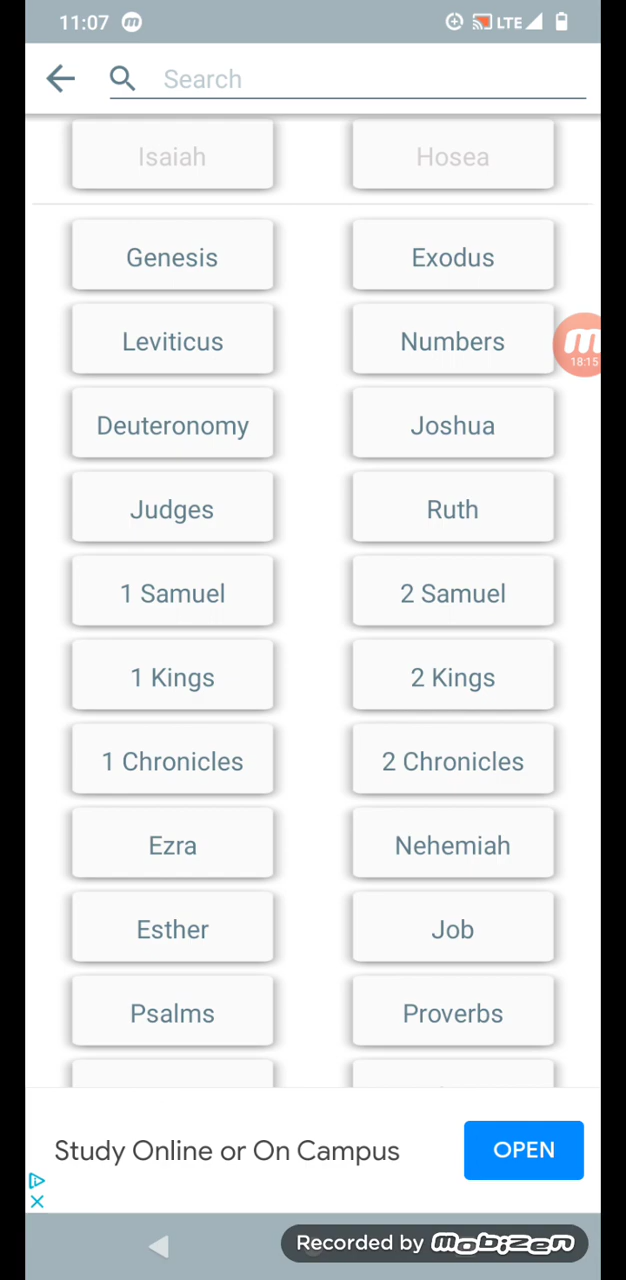 11:07 m LTE
Search
Isaiah Hosea
Genesis Exodus
Leviticus Numbers
m
18:15
Deuteronomy Joshua
Judges Ruth
1 Samuel 2 Samuel
1 Kings 2 Kings
1 Chronicles 2 Chronicles
Ezra Nehemiah
Esther Job
Psalms Proverbs
Study Online or On Campus OPEN
Recorded by mobizen